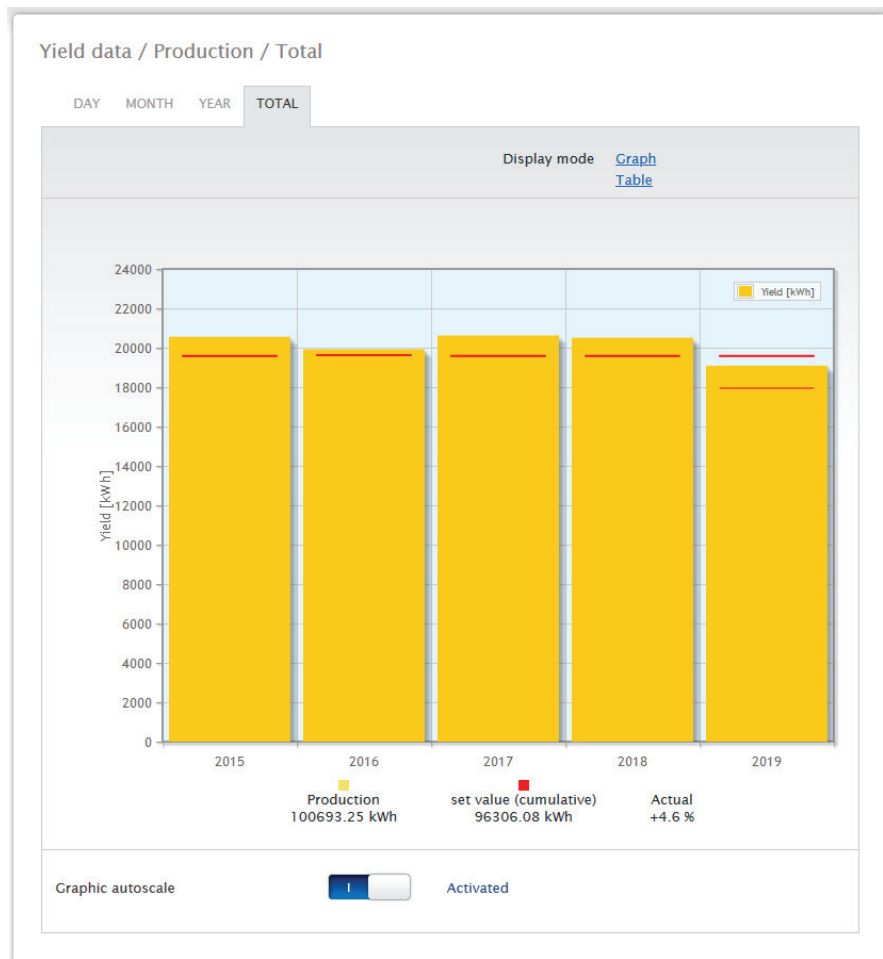 Yield data / Production / Total
DAY MONTH YEAR TOTAL
Display mode Graph
Table
24000
Yield [kWh]
22000
20000
18000
16000
14000
12000
10000
8000
6000
4000
2000
0
Yield [kWh]
2015 2016 2017 2018 2019
Production set value (cumulative) Actual
100693.25 kWh 96306.08 kWh +4.6 %
Graphic autoscale I Activated